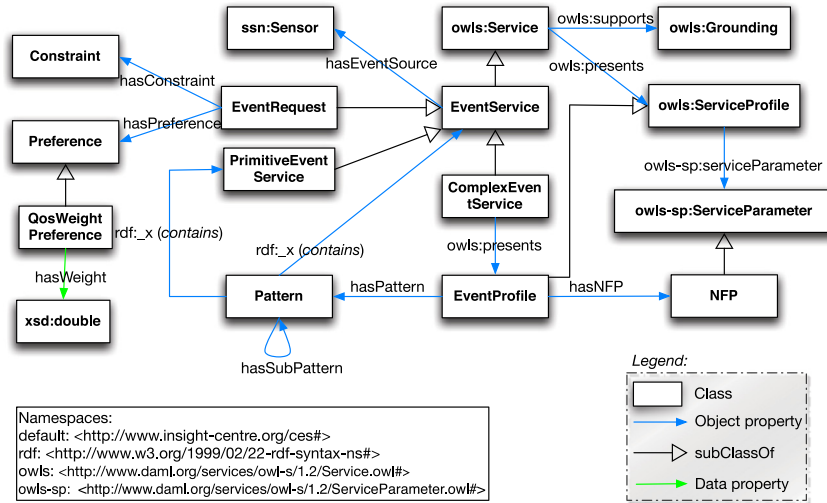 ssn:Sensor
owls:Service
owls:supports
owls:Grounding
Constraint
hasConstraint
hasEventSource
owls:presents
EventRequest
EventService
owls:ServiceProfile
hasPreference
Preference
PrimitiveEvent
Service
owls-sp:serviceParameter
ComplexEven
tService
QosWeight
Preference
rdf:_x (contains)
rdf:_x (contains)
owls:presents
owls-sp:ServiceParameter
hasWeight
xsd:double
Pattern
hasPattern
EventProfile
hasNFP
NFP
hasSubPattern
Legend:
Class
Object property
subClassOf
Data property
Namespaces:
default: <http://www.insight-centre.org/ces#>
rdf: <http://www.w3.org/1999/02/22-rdf-syntax-ns#>
owls: <http://www.daml.org/services/owl-s/1.2/Service.owl#>
owls-sp: <http://www.daml.org/services/owl-s/1.2/ServiceParameter.owl#>